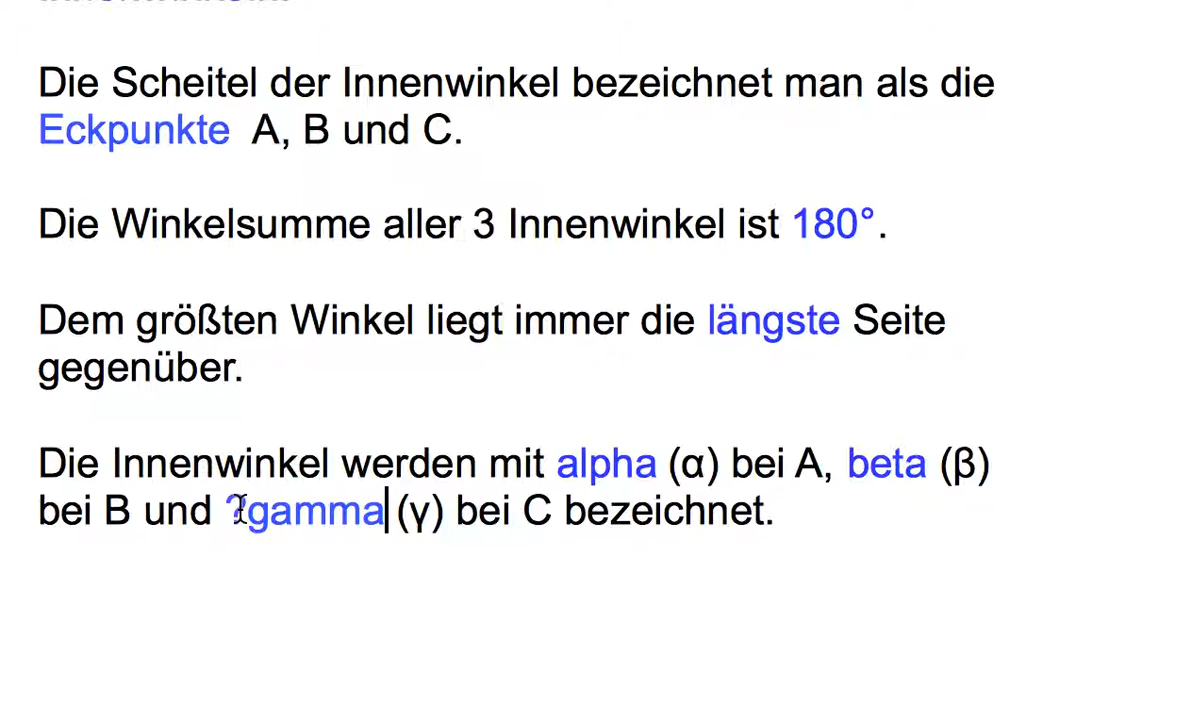 Die Scheitel der Innenwinkel bezeichnet man als die
Eckpunkte A, B und C.
Die Winkelsumme aller 3 Innenwinkel ist 180°.
Dem größten Winkel liegt immer die längste Seite
gegenüber.
Die Innenwinkel werden mit alpha (α) bei A, beta (β)
bei B und ?gamma (γ) bei C bezeichnet.